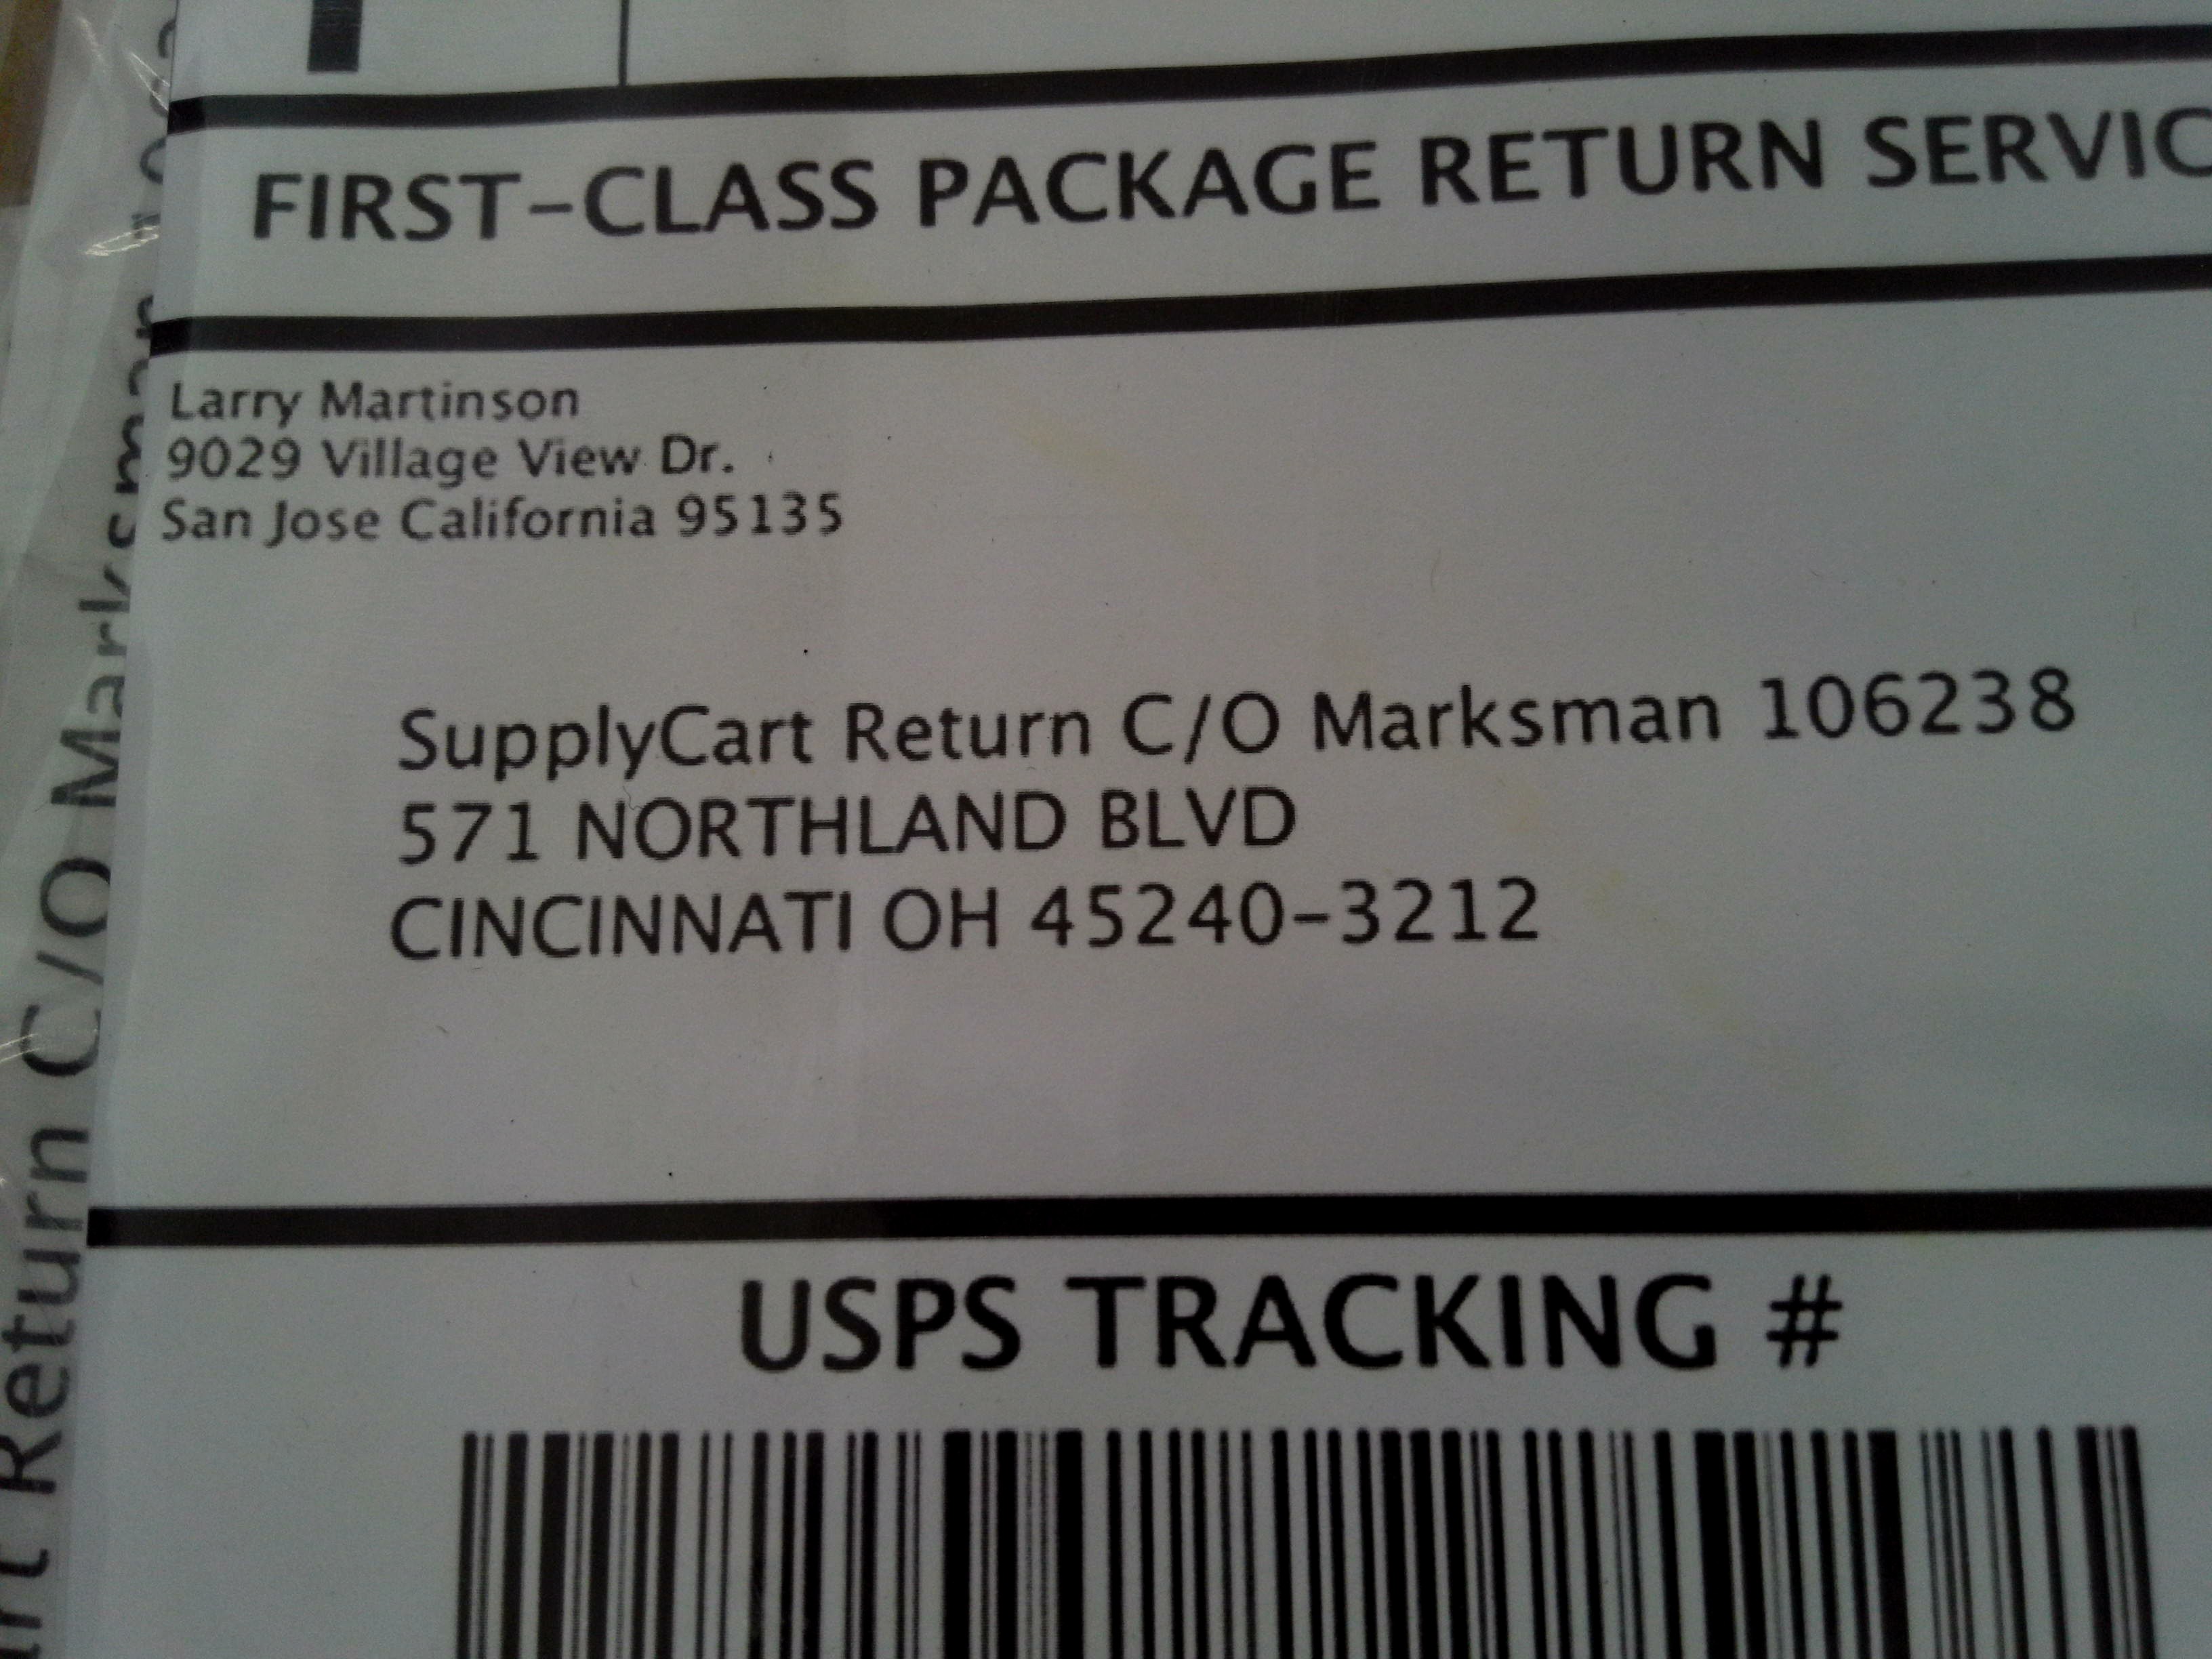 FIRST-CLASS PACKAGE RETURN SERVIC
Larry Martinson
9029 Village View Dr.
San Jose California 95135
SupplyCart Return C/O Marksman 106238
571 NORTHLAND BLVD
CINCINNATI OH 45240-3212
USPS TRACKING #
Return C/O Marksman